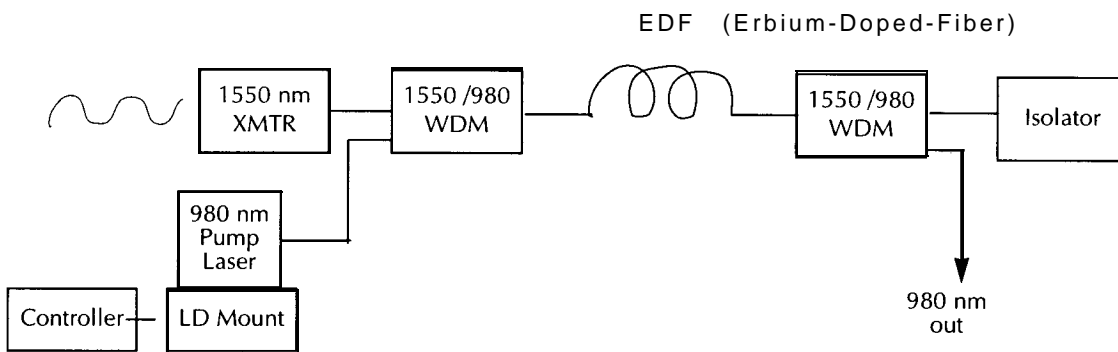 EDF (Erbium-Doped-Fiber)
1550 nm
XMTR
1550 /980
WDM
1550 /980
WDM
Isolator
980 nm
Pump
Laser
Controller
LD Mount
980 nm
out